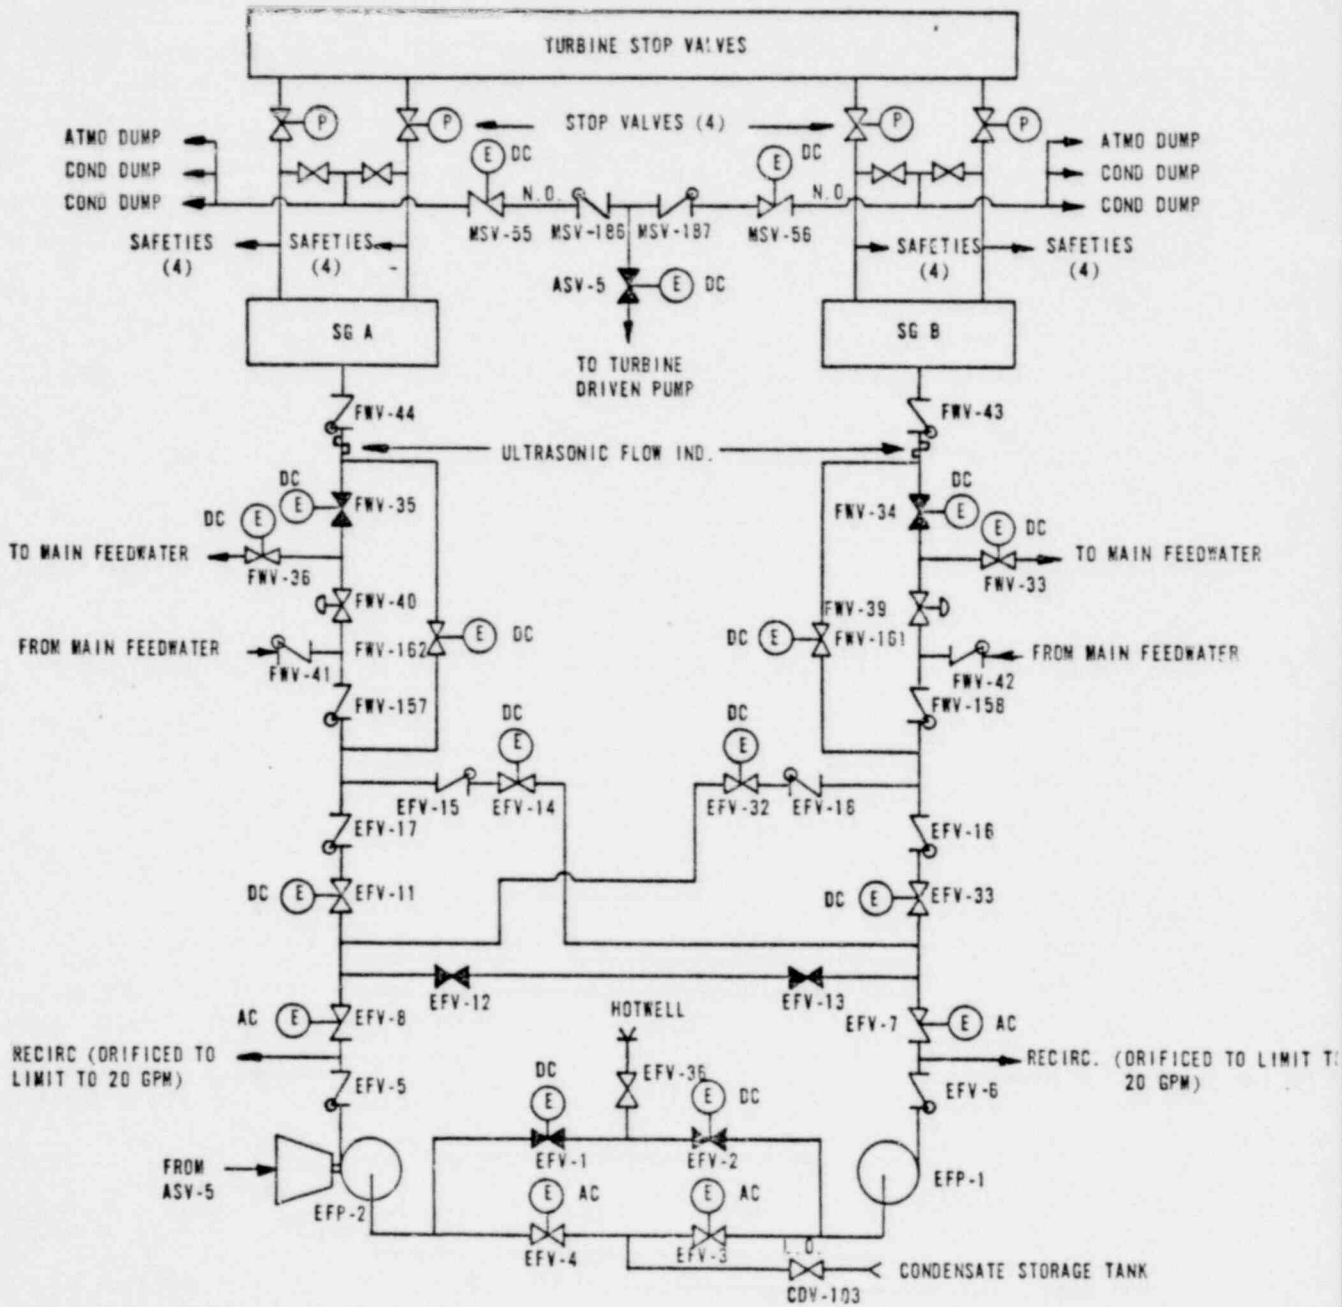 TURBINE STOP VALVES
P
P
STOP VALVES (4)
P
P
ATMO DUMP
COND DUMP
COND DUMP
E DC
N.O.
E DC
N.O
ATMO DUMP
COND DUMP
COND DUMP
MSV-55
MSV-186
MSV-187
MSV-56
SAFETIES
(4)
SAFETIES
(4)
SAFETIES
(4)
SAFETIES
(4)
ASV-5
E DC
SG A
SG B
TO TURBINE
DRIVEN PUMP
FWV-44
FWV-43
ULTRASONIC FLOW IND.
DC
E
FWV-35
DC
E
FWV-34
DC
E
DC
E
TO MAIN FEEDWATER
FWV-36
TO MAIN FEEDWATER
FWV-33
FWV-40
FWV-39
FROM MAIN FEEDWATER
FWV-41
FWV-162
E DC
DC E
FWV-161
FROM MAIN FEEDWATER
FWV-42
FWV-157
FWV-158
DC
E
DC
E
EFV-15
EFV-14
EFV-32
EFV-18
EFV-17
EFV-16
DC E
EFV-11
DC E
EFV-33
EFV-12
EFV-13
AC E
EFV-8
HOTWELL
EFV-7
E AC
RECIRC (ORIFICED TO
LIMIT TO 20 GPM)
RECIRC. (ORIFICED TO LIMIT T
20 GPM)
EFV-5
EFV-36
EFV-6
DC
E
E DC
EFV-1
EFV-2
FROM
ASV-5
EFP-2
EFP-1
E AC
E AC
EFV-4
EFV-3
L.O.
CDV-103
CONDENSATE STORAGE TANK